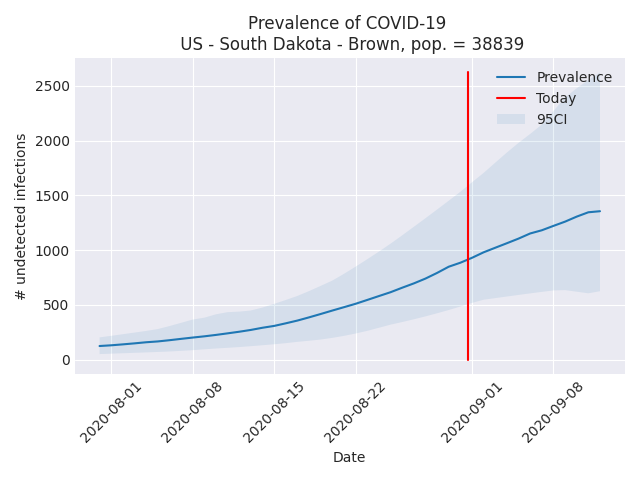 Prevalence of COVID-19
US - South Dakota - Brown, pop. = 38839
# undetected infections
2500
2000
1500
1000
500
0
Prevalence
Today
95CI
2020-08-01
2020-08-08
2020-08-15
2020-08-22
2020-09-01
2020-09-08
Date